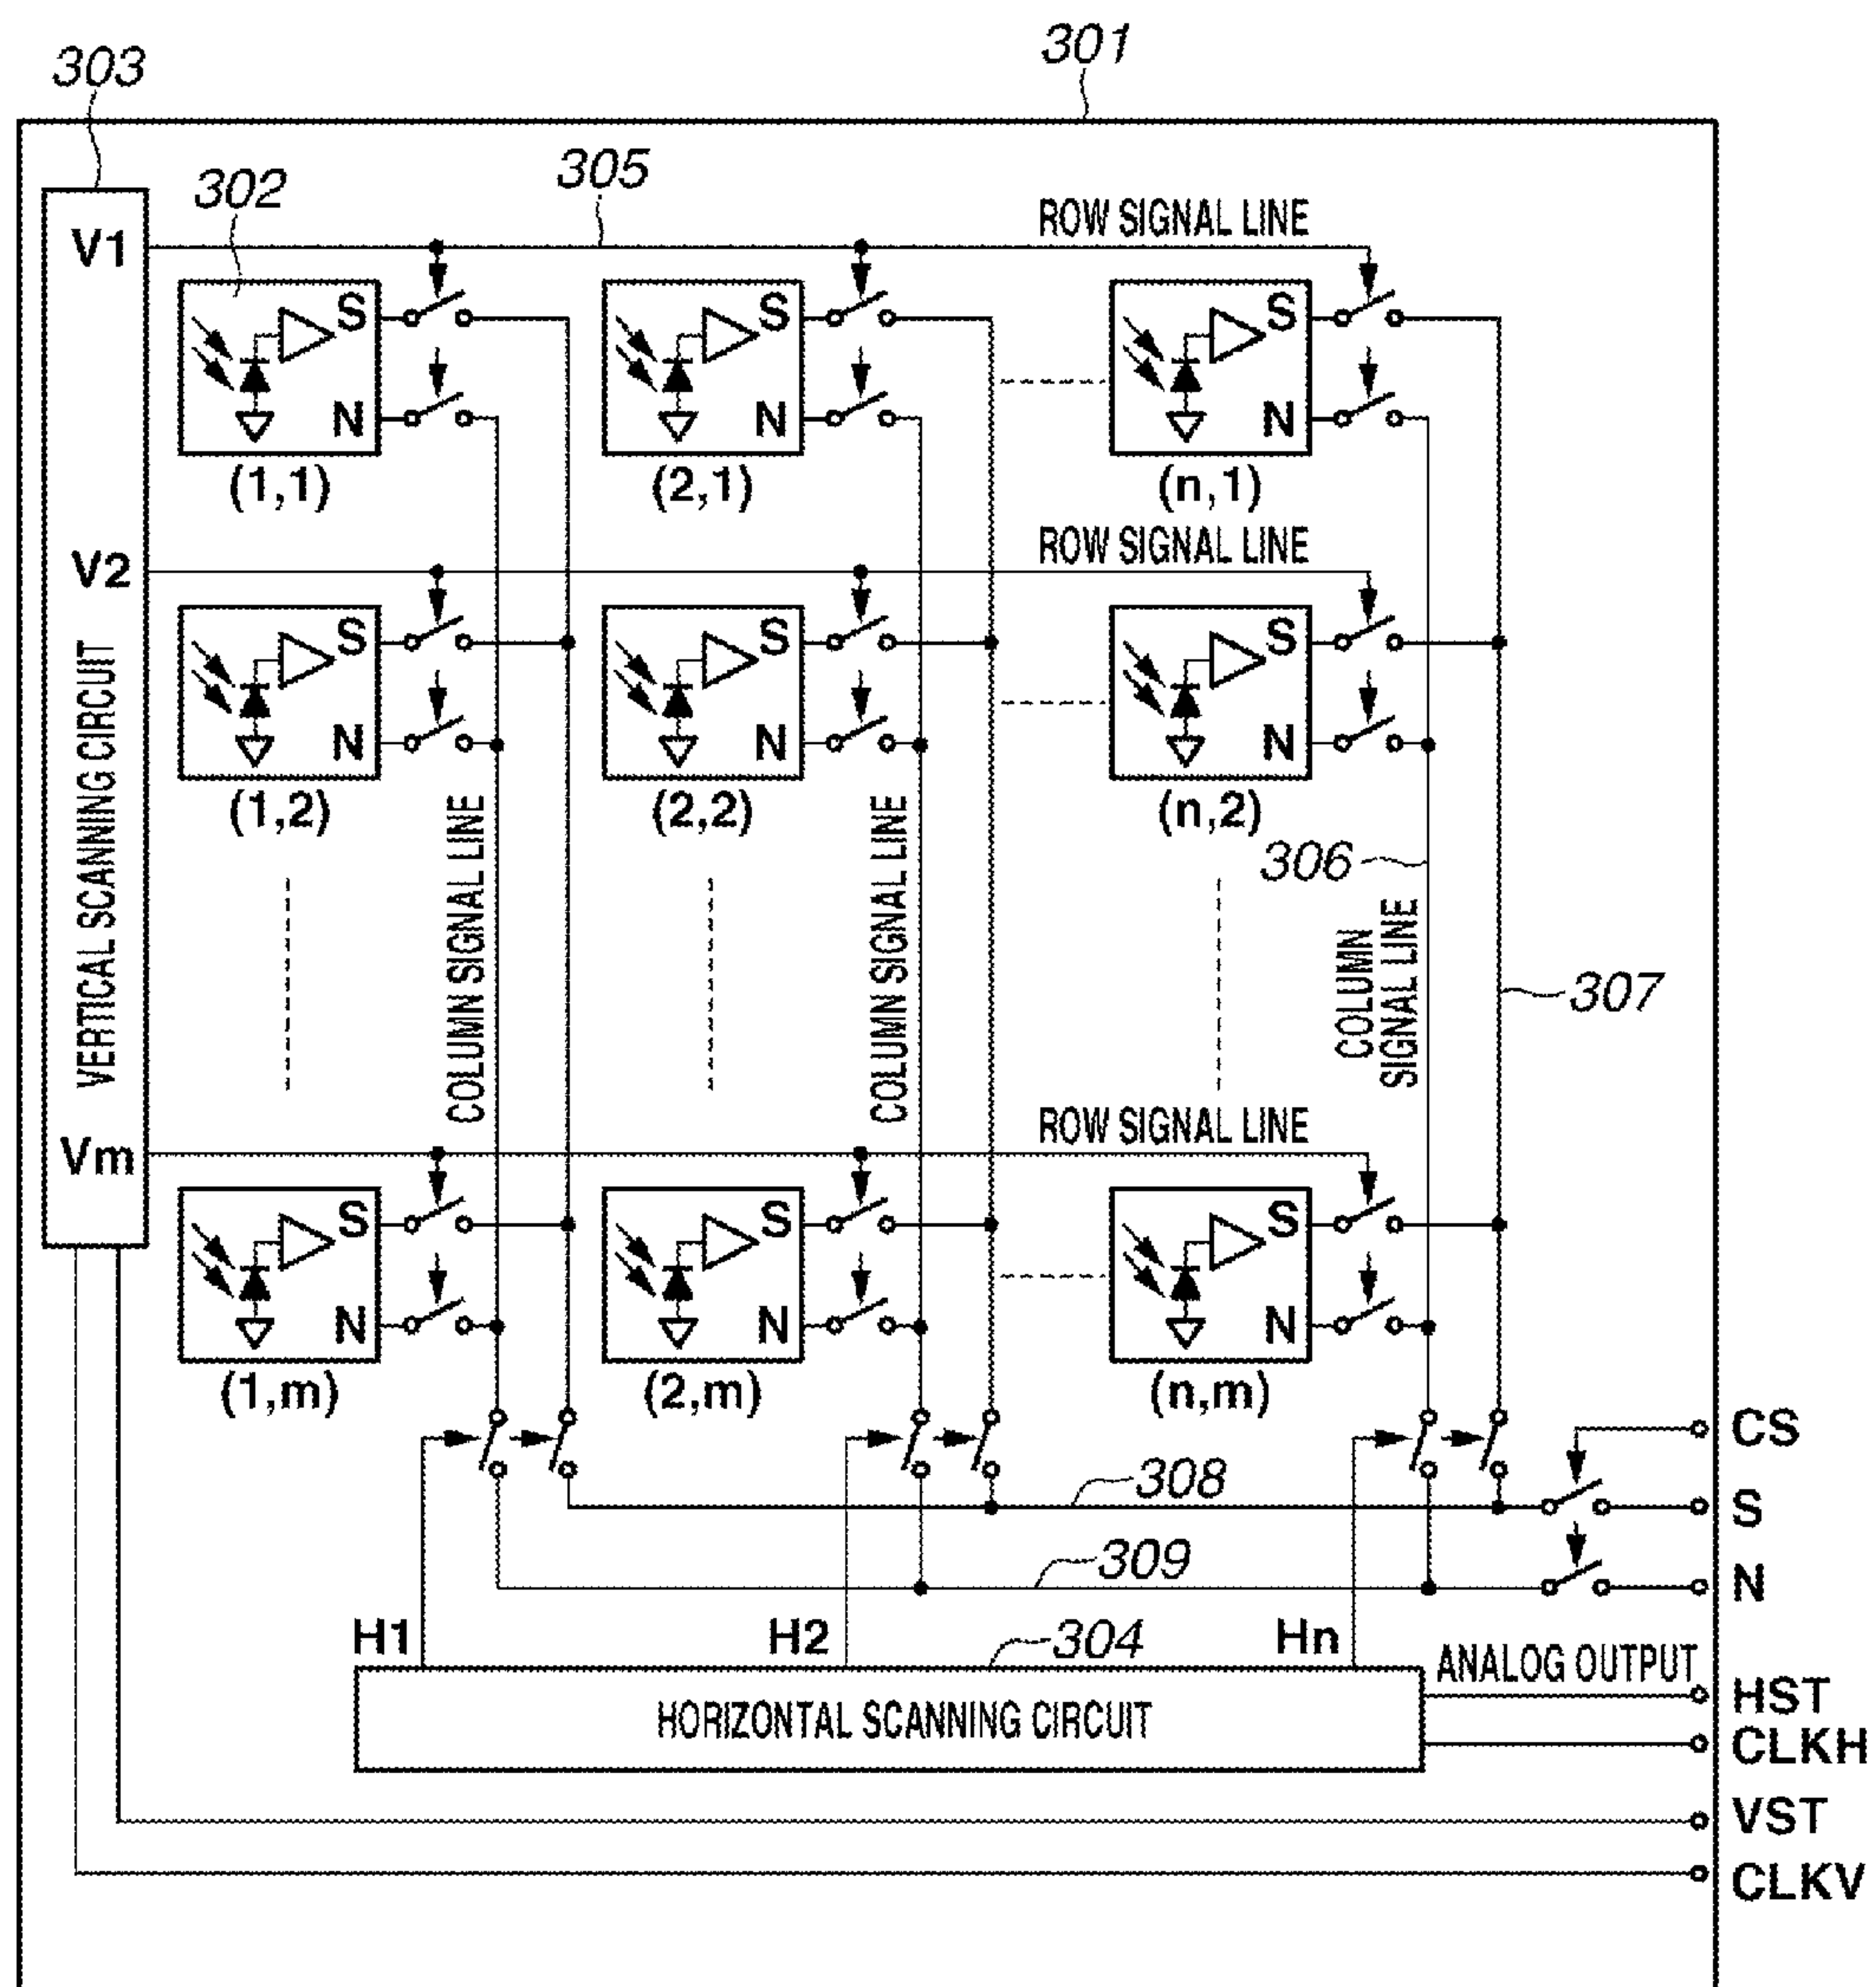 301
303
302
305
ROW SIGNAL LINE
V1
S
S
S
N
N
N
(1,1)
(2,1)
(n,1)
ROW SIGNAL LINE
V2
S
S
S
N
N
N
(1,2)
(2,2)
(n,2)
VERTICAL SCANNING CIRCUIT
COLUMN SIGNAL LINE
COLUMN SIGNAL LINE
306
COLUMN
SIGNAL LINE
307
ROW SIGNAL LINE
Vm
S
S
S
N
N
N
(1,m)
(2,m)
(n,m)
CS
308
S
309
N
H1
H2
304
Hn
ANALOG OUTPUT
HORIZONTAL SCANNING CIRCUIT
HST
CLKH
VST
CLKV